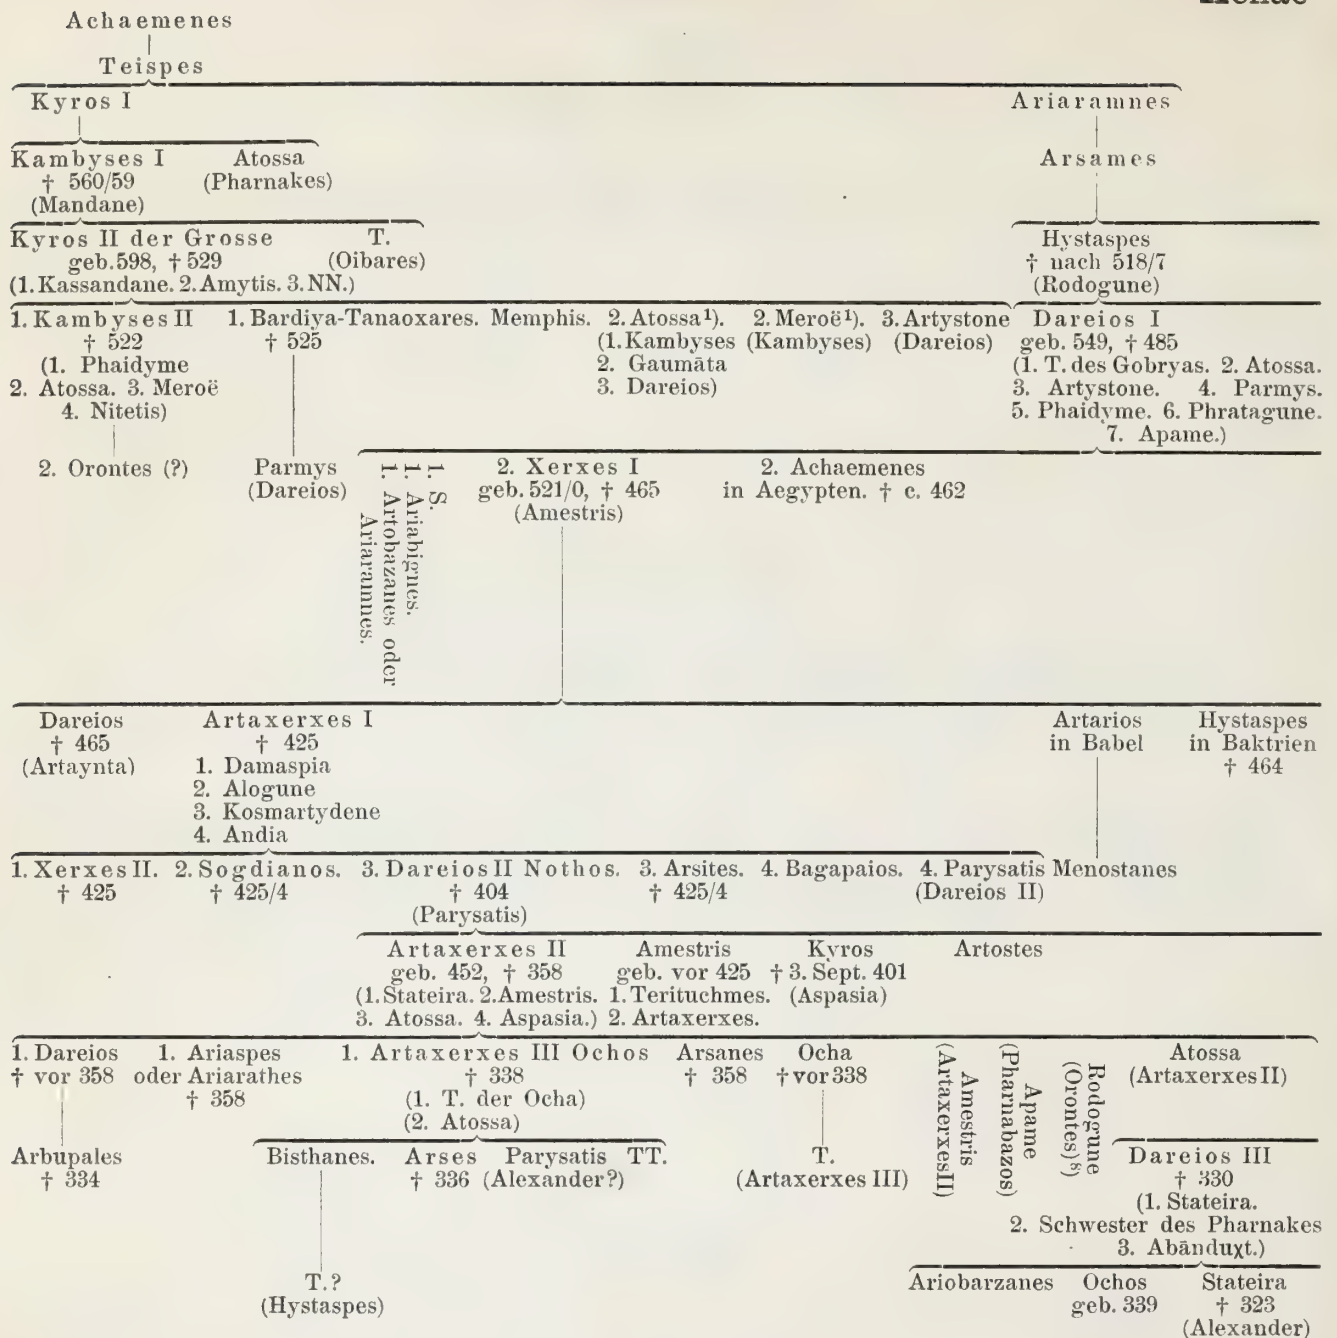 Achaemenes
Teispes
Kyros I Ariaramnes
Kambyses I Atossa Arsames
† 560/59 (Pharnakes)
(Mandane)
Kyros II der Grosse T. Hystaspes
geb. 598, † 529 (Oibares) † nach 518/7
(1. Kassandane. 2. Amytis. 3. NN.) (Rodogune)
1. Kambyses II 1. Bardiya-Tanaoxares. Memphis. 2. Atossa¹). 2. Meroë¹). 3. Artystone Dareios I
† 522 † 525 (1. Kambyses (Kambyses) (Dareios) geb. 549, † 485
(1. Phaidyme 2. Gaumāta (1. T. des Gobryas. 2. Atossa.
2. Atossa. 3. Meroë 3. Dareios) 3. Artystone. 4. Parmys.
4. Nitetis) 5. Phaidyme. 6. Phratagune.
7. Apame.)
2. Orontes (?) Parmys 2. Xerxes I 2. Achaemenes
(Dareios) geb. 521/0, † 465 in Aegypten. † c. 462
(Amestris)
1. S.
1. Ariabignes.
1. Artobazanes oder
Ariaramnes.
Dareios Artaxerxes I Artarios Hystaspes
† 465 † 425 in Babel in Baktrien
(Artaynta) 1. Damaspia † 464
2. Alogune
3. Kosmartydene
4. Andia
1. Xerxes II. 2. Sogdianos. 3. Dareios II Nothos. 3. Arsites. 4. Bagapaios. 4. Parysatis Menostanes
† 425 † 425/4 † 404 † 425/4 (Dareios II)
(Parysatis)
Artaxerxes II Amestris Kyros Artostes
geb. 452, † 358 geb. vor 425 † 3. Sept. 401
(1. Stateira. 2. Amestris. 1. Terituchmes. (Aspasia)
3. Atossa. 4. Aspasia.) 2. Artaxerxes.
1. Dareios 1. Ariaspes 1. Artaxerxes III Ochos Arsanes Ocha Atossa
† vor 358 oder Ariarathes † 338 † 358 † vor 338 (Artaxerxes II)
† 358 (1. T. der Ocha)
(2. Atossa)
Amestris
(Artaxerxes II)
Apame
(Pharnabazos)
Rodogune
(Orontes)⁸)
Arbupales Bisthanes. Arses Parysatis TT. T. Dareios III
† 334 † 336 (Alexander?) (Artaxerxes III) † 330
(1. Stateira.
2. Schwester des Pharnakes
3. Abānduχt.)
T.? Ariobarzanes Ochos Stateira
(Hystaspes) geb. 339 † 323
(Alexander)